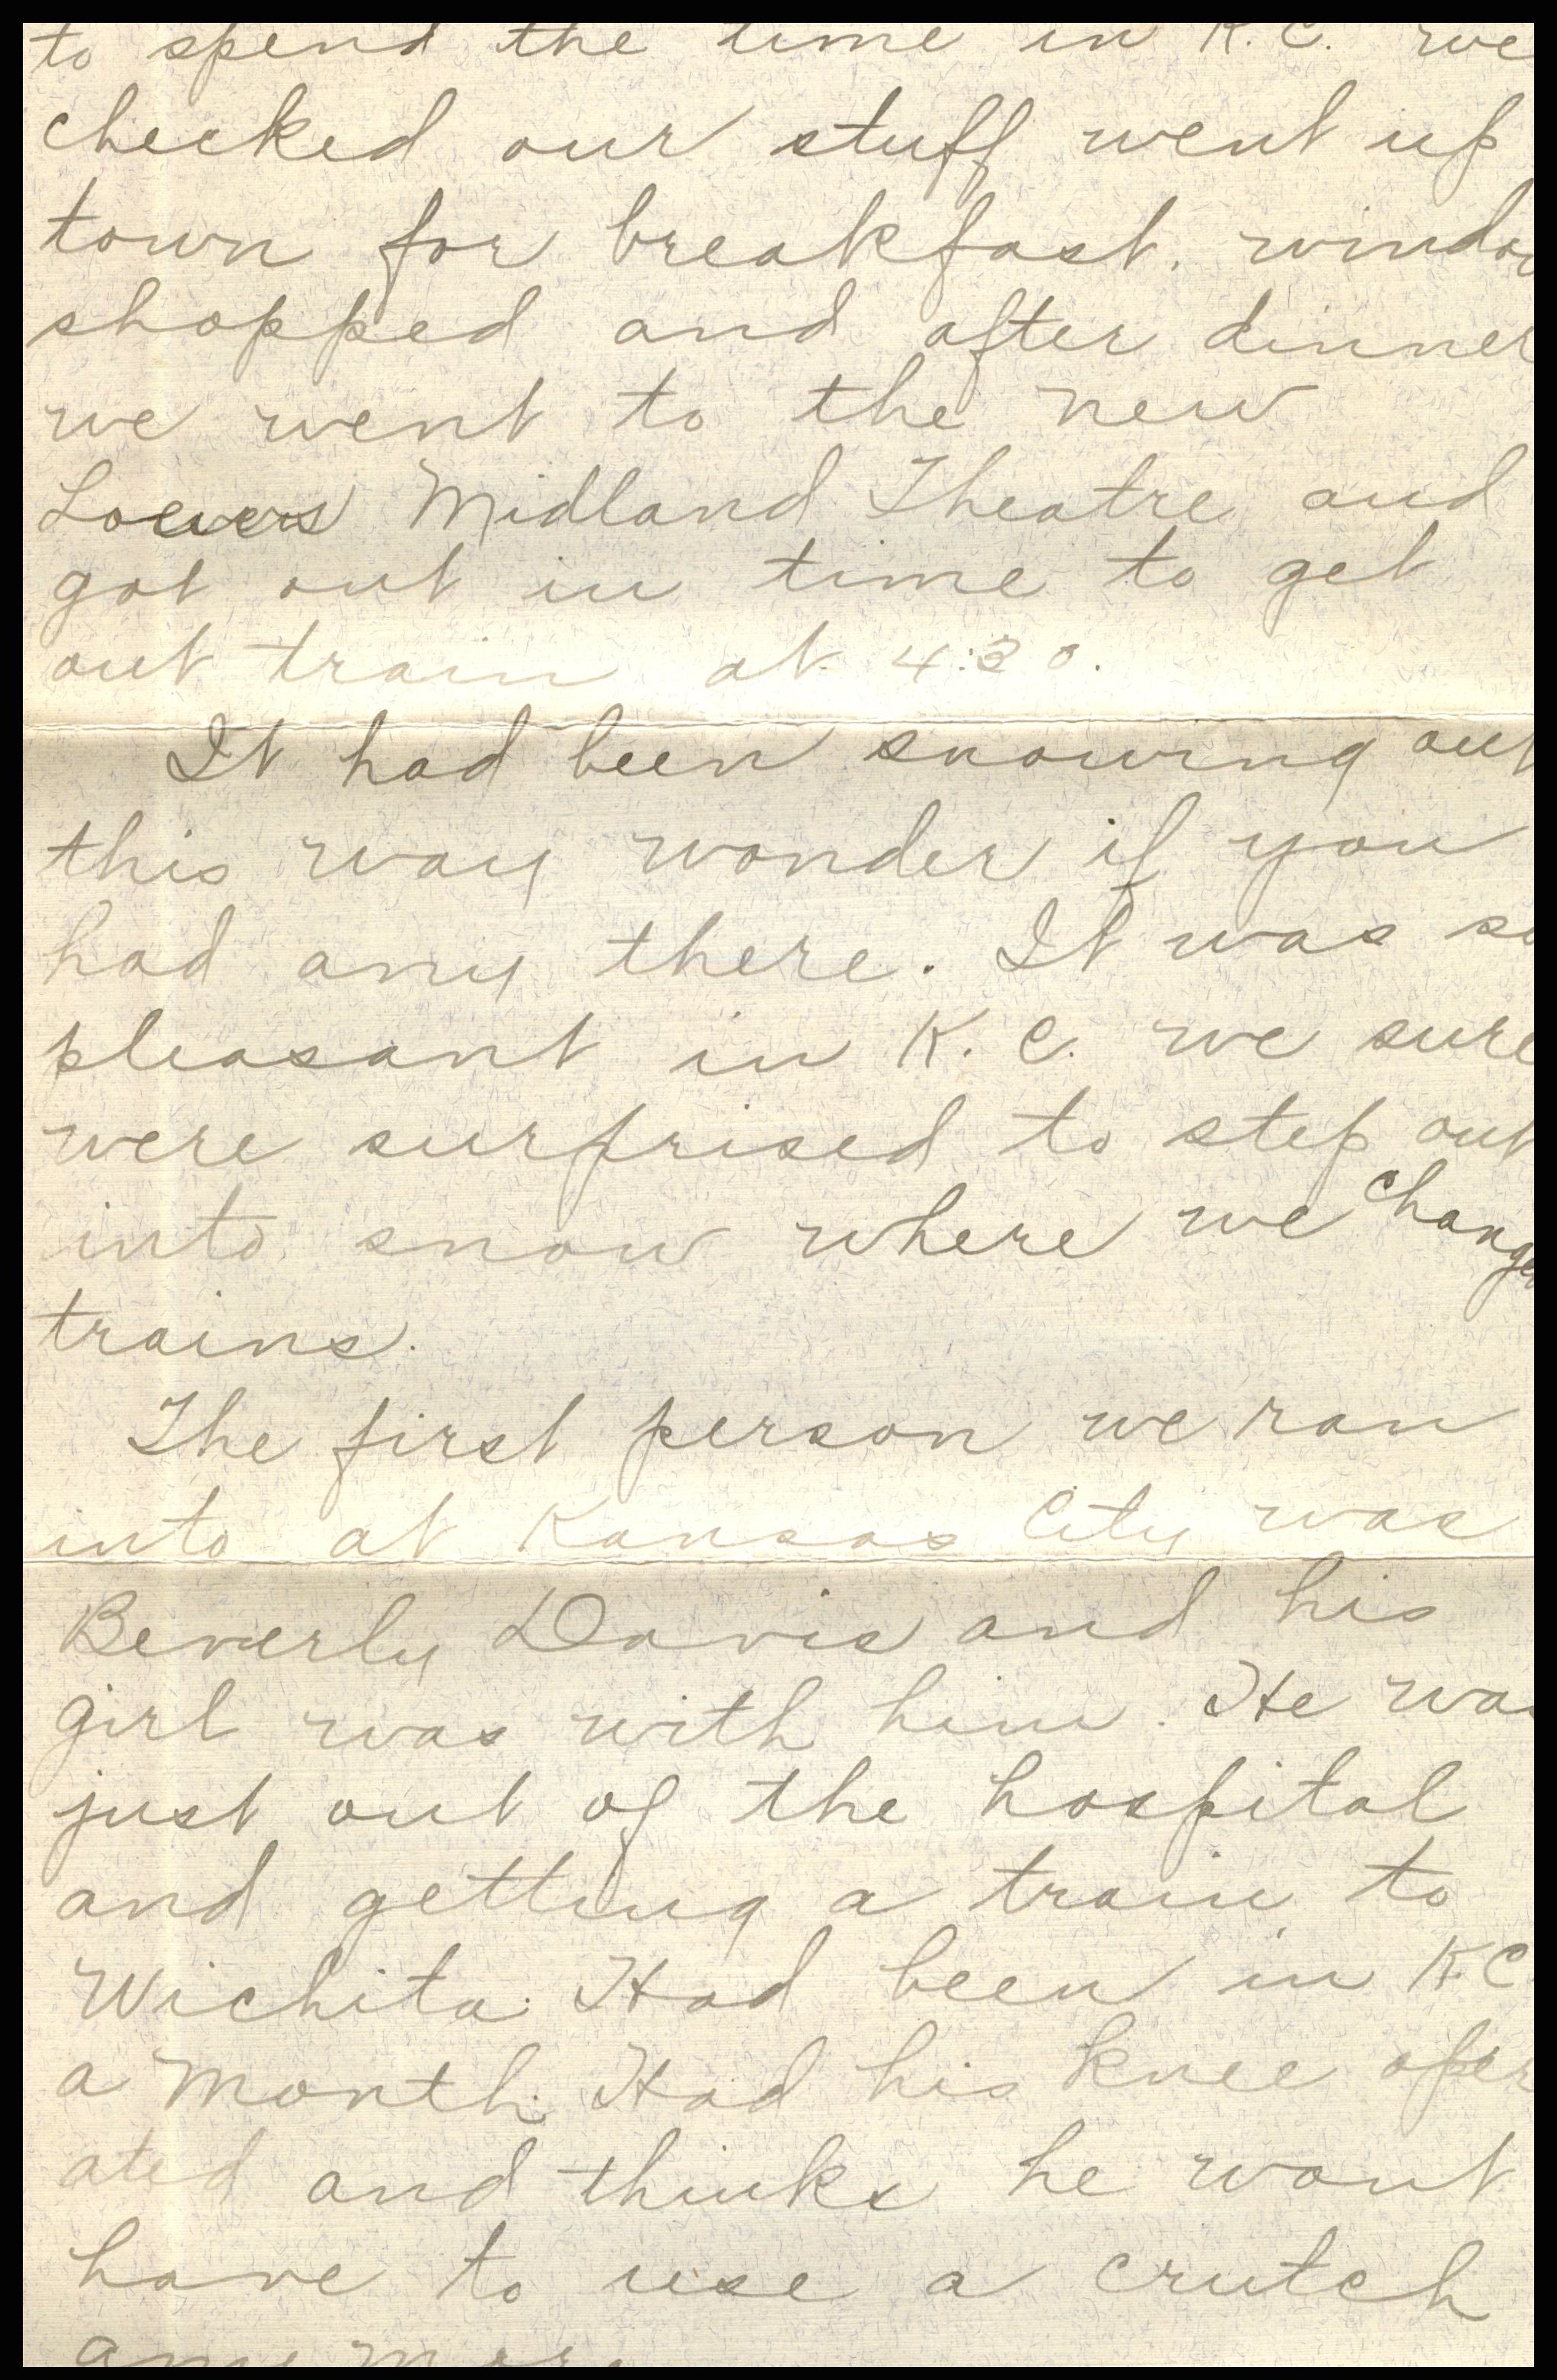 to spend the time in K.C. we
checked our stuff went up
town for breakfast. window
shopped and after dinner
we went to the new
Loewers Midland Theatre and
got out in time to get
out train at 4:30.
It had been snowing out
this way wonder if you
had any there. It was so
pleasant in K.C. we sure
were surprised to step out
into snow where we change
trains.
The first person we ran
into at Kansas City was
Beverly Davis and his
girl was with him. He was
just out of the hospital
and getting a train to
Wichita. Had been in K.C.
a month. Had his knee oper
ated and thinks he wont
have to use a crutch
any more